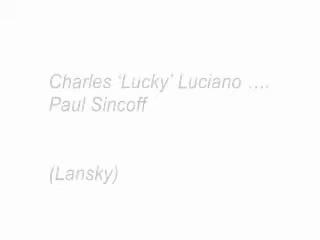 Charles ‘Lucky’ Luciano ….
Paul Sincoff
(Lansky)